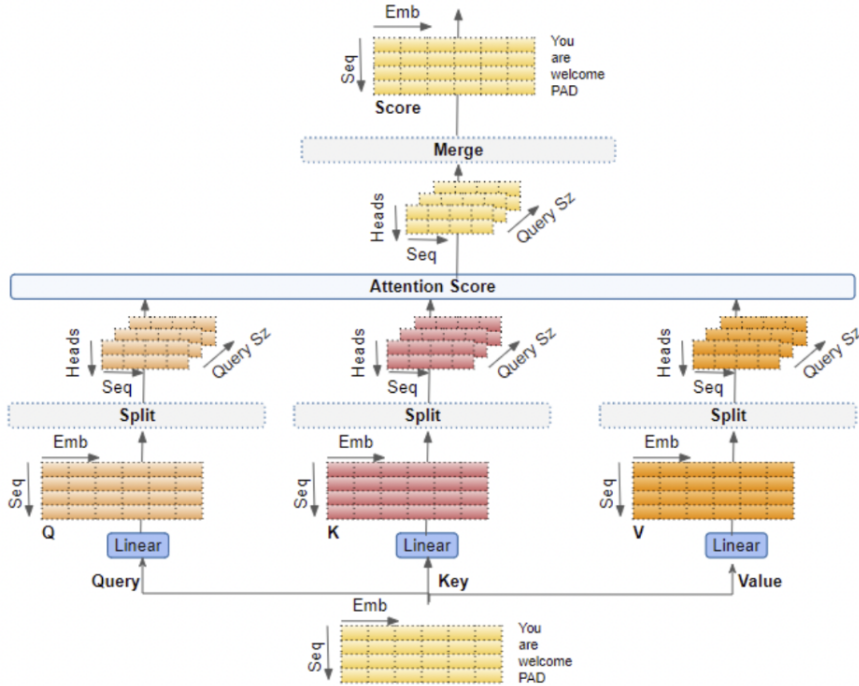 Emb
Seq
You
are
welcome
PAD
Score
Merge
Heads
Query Sz
Seq
Attention Score
Heads
Query Sz
Seq
Heads
Query Sz
Seq
Heads
Query Sz
Seq
Split
Split
Split
Emb
Emb
Emb
Seq
Seq
Seq
Q
K
V
Linear
Linear
Linear
Query
Key
Value
Emb
Seq
You
are
welcome
PAD